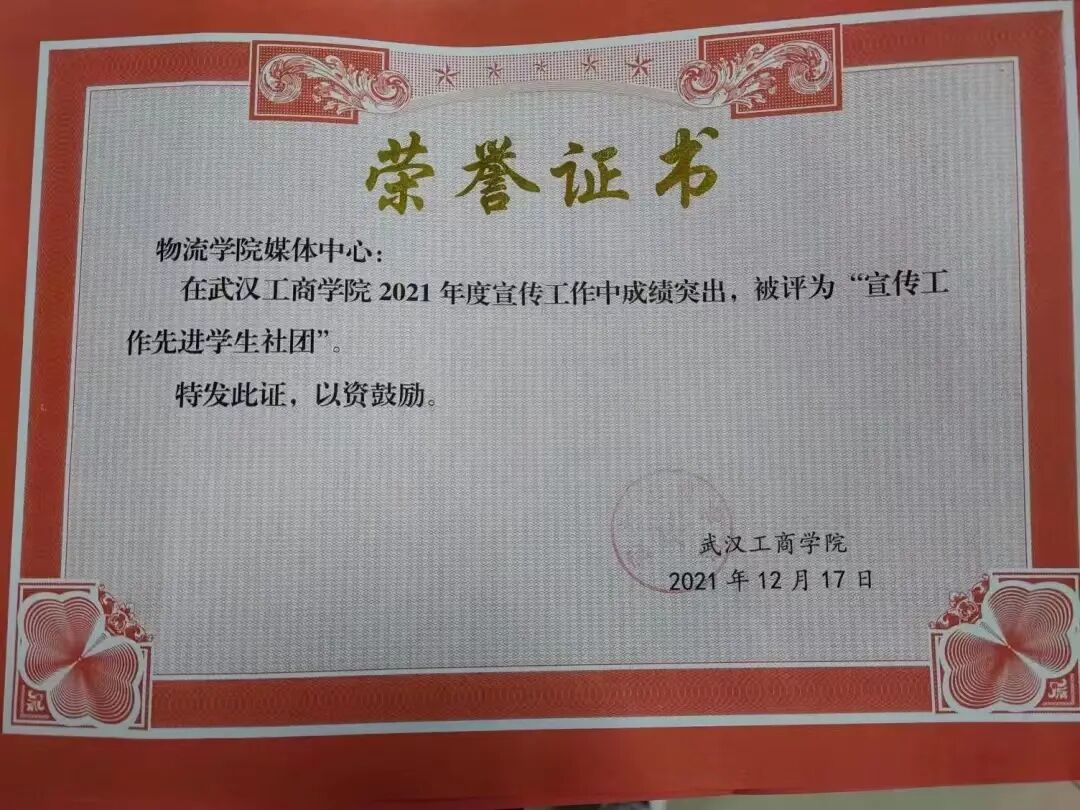 荣誉证书
物流学院媒体中心：
在武汉工商学院 2021 年度宣传工作中成绩突出，被评为“宣传工
作先进学生社团”。
特发此证，以资鼓励。
武汉工商学院
2021 年 12 月 17 日